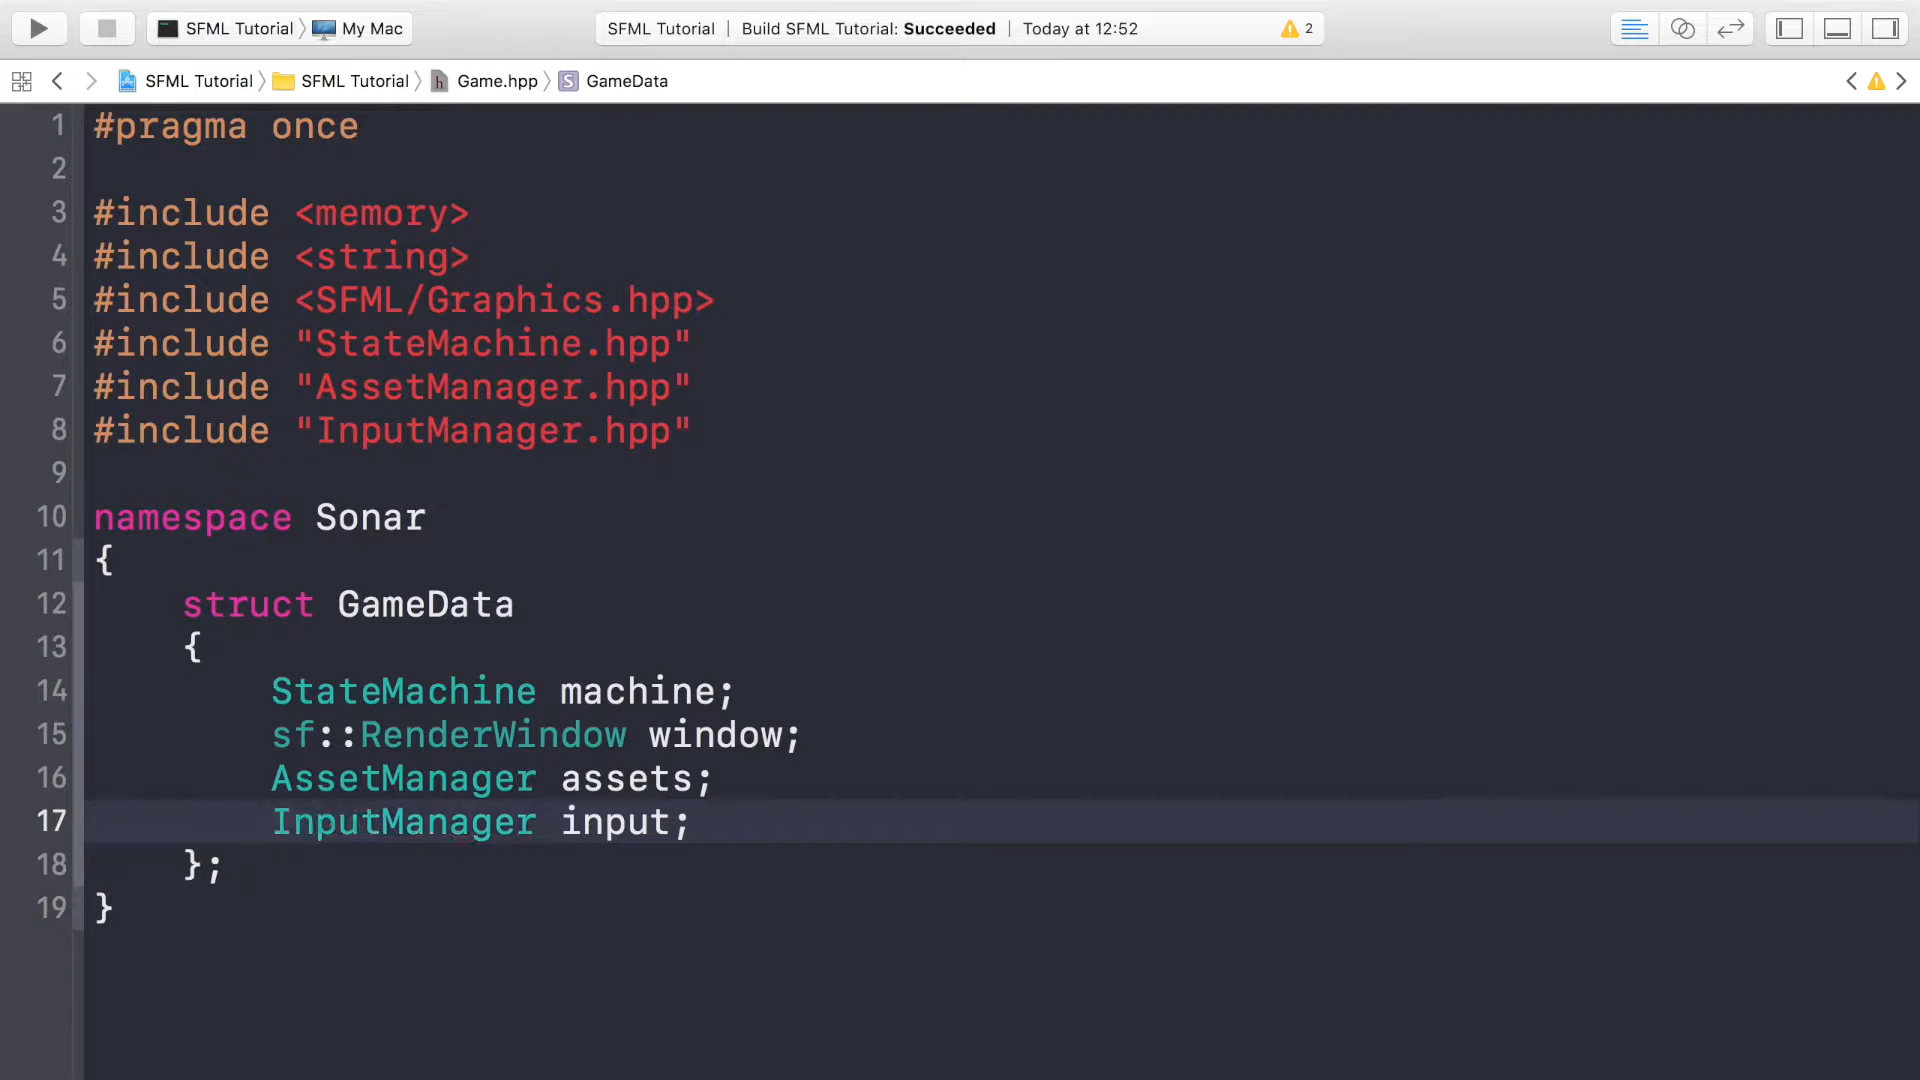 SFML Tutorial My Mac SFML Tutorial | Build SFML Tutorial: Succeeded | Today at 12:52 2
SFML Tutorial SFML Tutorial h Game.hpp S GameData
1 #pragma once
2
3 #include <memory>
4 #include <string>
5 #include <SFML/Graphics.hpp>
6 #include "StateMachine.hpp"
7 #include "AssetManager.hpp"
8 #include "InputManager.hpp"
9
10 namespace Sonar
11 {
12 struct GameData
13 {
14 StateMachine machine;
15 sf::RenderWindow window;
16 AssetManager assets;
17 InputManager input;
18 };
19 }